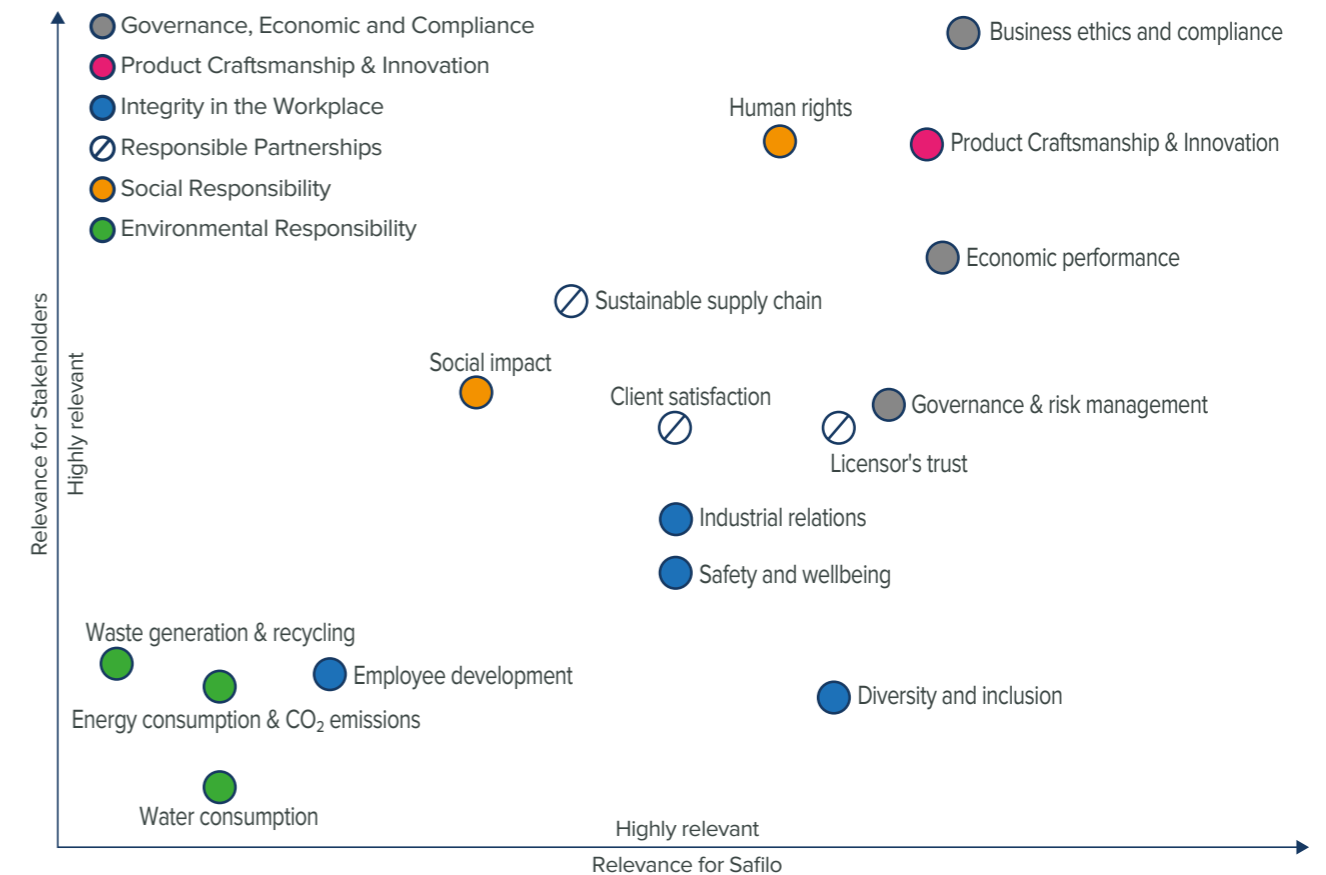 Governance, Economic and Compliance
Product Craftsmanship & Innovation
Integrity in the Workplace
Responsible Partnerships
Social Responsibility
Environmental Responsibility
Business ethics and compliance
Human rights
Product Craftsmanship & Innovation
Economic performance
Sustainable supply chain
Social impact
Client satisfaction
Governance & risk management
Licensor's trust
Industrial relations
Safety and wellbeing
Waste generation & recycling
Employee development
Energy consumption & CO₂ emissions
Diversity and inclusion
Water consumption
Relevance for Stakeholders
Highly relevant
Highly relevant
Relevance for Safilo